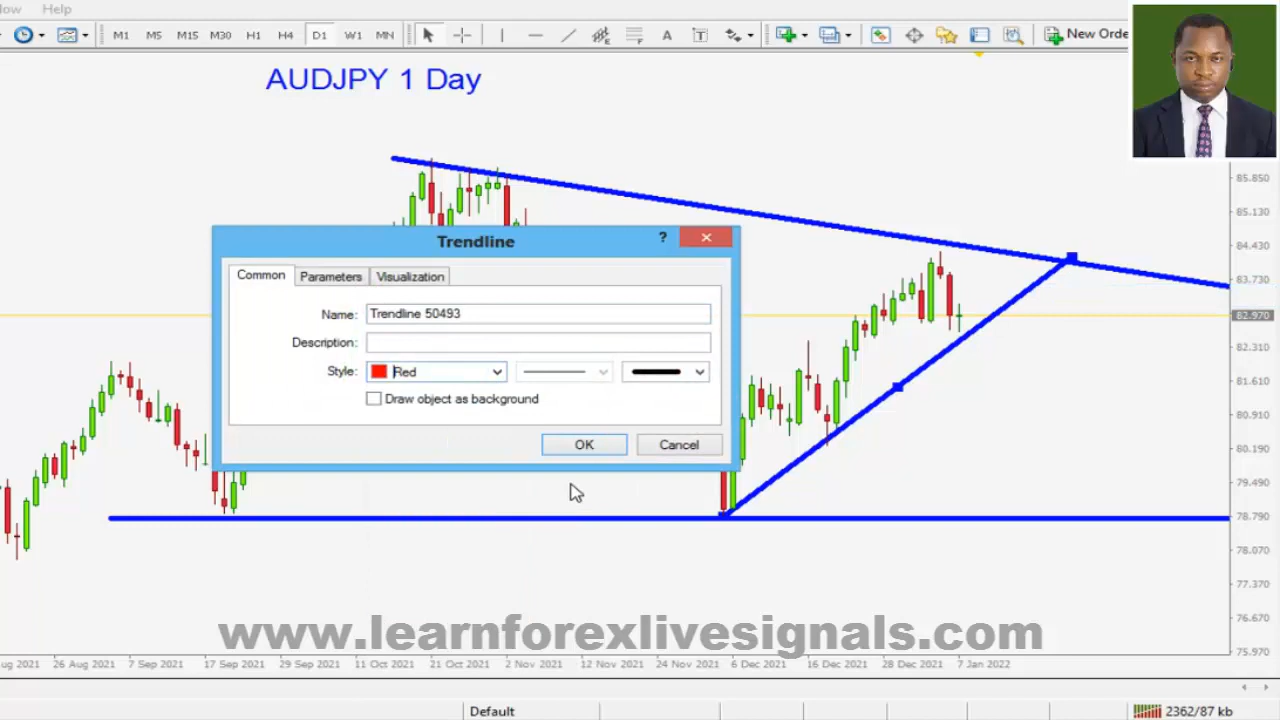 Help
M1 M5 M15 M30 H1 H4 D1 W1 MN A T New Orde
AUDJPY 1 Day
85.850
85.130
84.430
83.730
82.970
82.310
81.610
80.910
80.190
79.490
78.790
78.070
77.370
76.670
75.970
Trendline
?
Common Parameters Visualization
Name: Trendline 50493
Description:
Style: Red
Draw object as background
OK Cancel
www.learnforexlivesignals.com
ug 2021 26 Aug 2021 7 Sep 2021 17 Sep 2021 29 Sep 2021 11 Oct 2021 21 Oct 2021 2 Nov 2021 12 Nov 2021 24 Nov 2021 6 Dec 2021 16 Dec 2021 28 Dec 2021 7 Jan 2022
Default 2362/87 kb